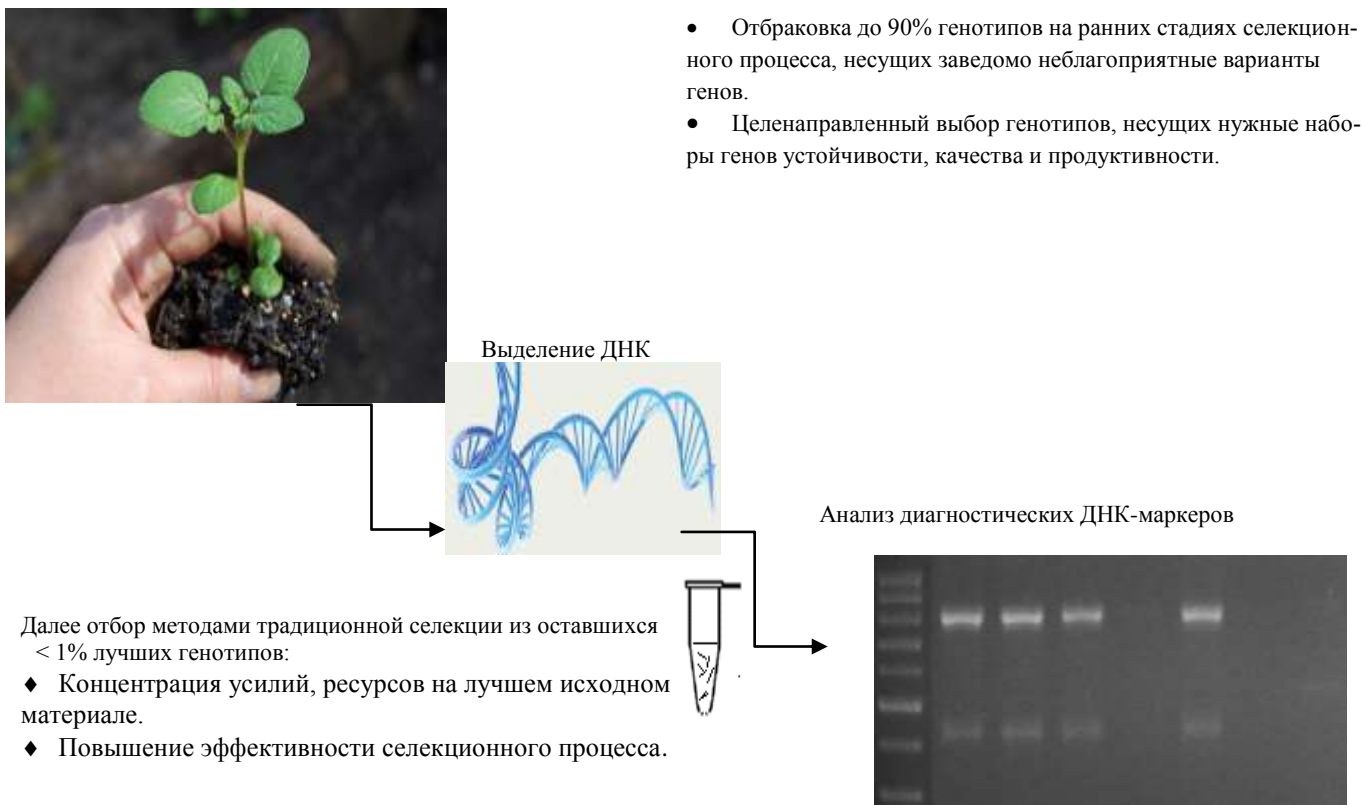 • Отбраковка до 90% генотипов на ранних стадиях селекцион-
ного процесса, несущих заведомо неблагоприятные варианты
генов.
• Целенаправленный выбор генотипов, несущих нужные набо-
ры генов устойчивости, качества и продуктивности.
Выделение ДНК
Анализ диагностических ДНК-маркеров
Далее отбор методами традиционной селекции из оставшихся
< 1% лучших генотипов:
♦ Концентрация усилий, ресурсов на лучшем исходном
материале.
♦ Повышение эффективности селекционного процесса.